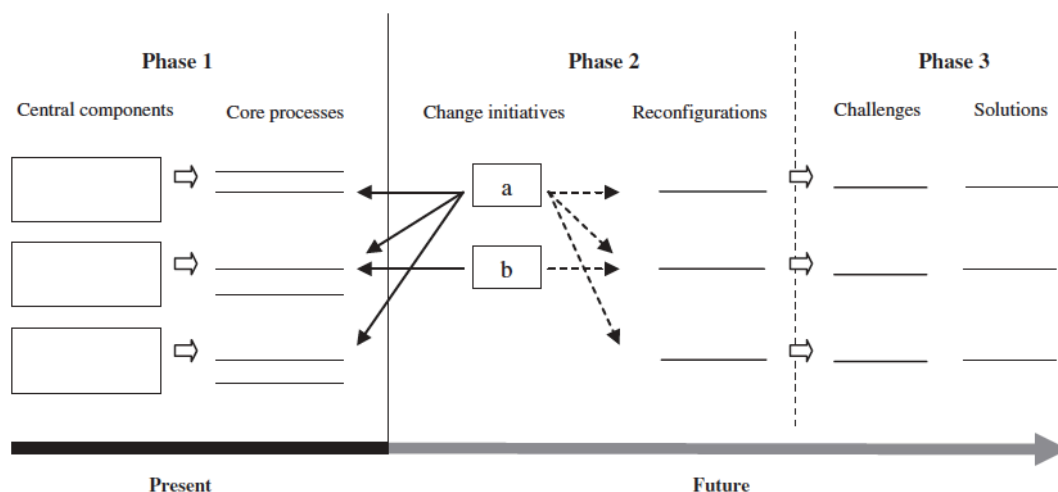 Phase 1
Phase 2
Phase 3
Central components
Core processes
Change initiatives
Reconfigurations
Challenges
Solutions
a
b
Present
Future